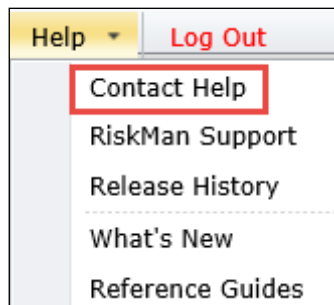 Help Log Out
Contact Help
RiskMan Support
Release History
What's New
Reference Guides